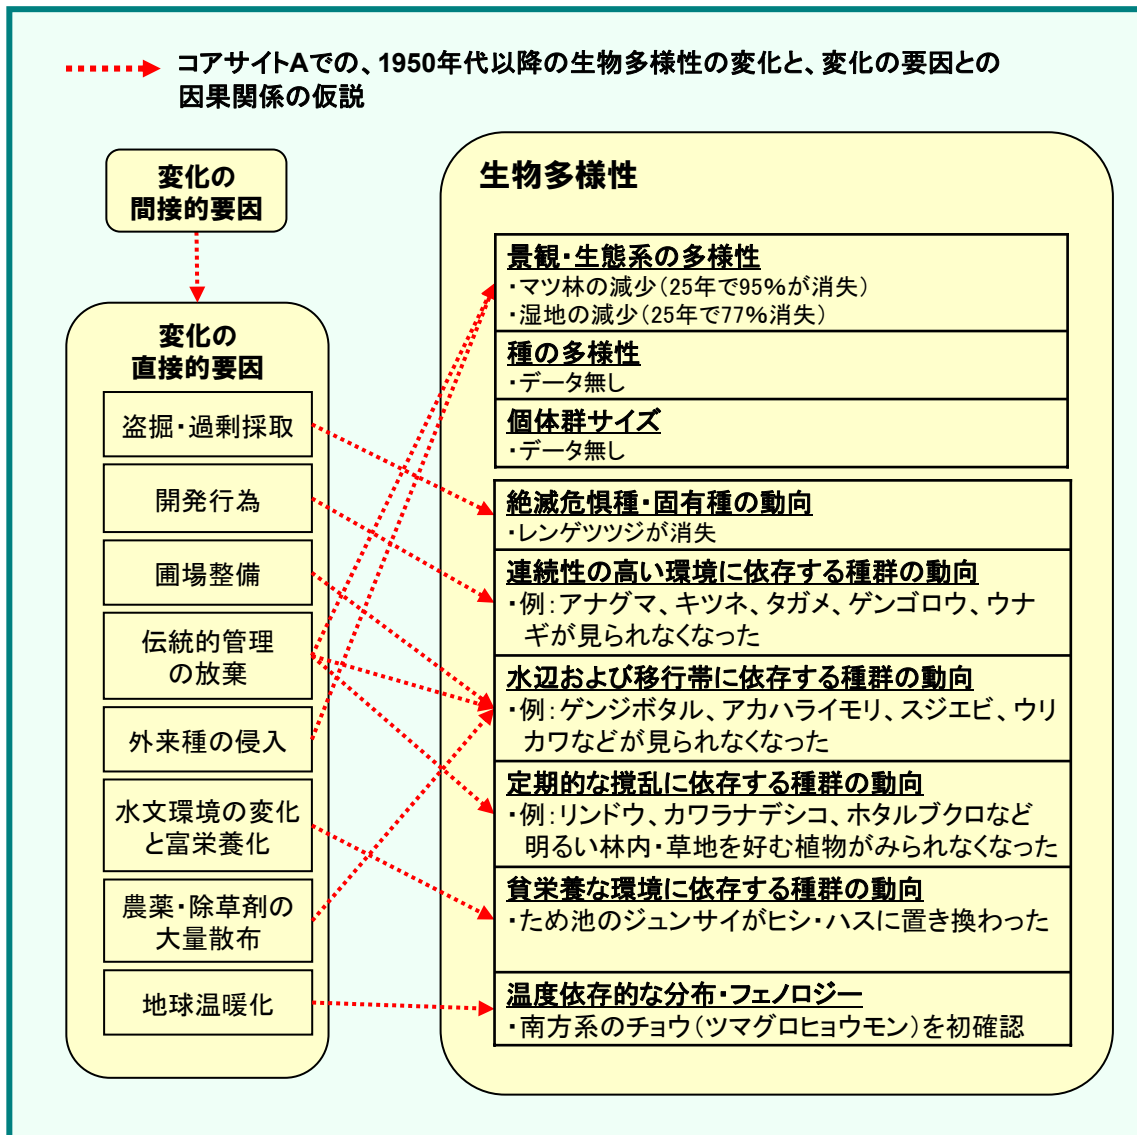 コアサイトAでの、1950年代以降の生物多様性の変化と、変化の要因との
因果関係の仮説
変化の
間接的要因
変化の
直接的要因
盗掘・過剰採取
開発行為
圃場整備
伝統的管理
の放棄
外来種の侵入
水文環境の変化
と富栄養化
農薬・除草剤の
大量散布
地球温暖化
生物多様性
景観・生態系の多様性
・マツ林の減少(25年で95%が消失)
・湿地の減少(25年で77%消失)
種の多様性
・データ無し
個体群サイズ
・データ無し
絶滅危惧種・固有種の動向
・レンゲツツジが消失
連続性の高い環境に依存する種群の動向
・例:アナグマ、キツネ、タガメ、ゲンゴロウ、ウナ
ギが見られなくなった
水辺および移行帯に依存する種群の動向
・例:ゲンジボタル、アカハライモリ、スジエビ、ウリ
カワなどが見られなくなった
定期的な撹乱に依存する種群の動向
・例:リンドウ、カワラナデシコ、ホタルブクロなど
明るい林内・草地を好む植物がみられなくなった
貧栄養な環境に依存する種群の動向
・ため池のジュンサイがヒシ・ハスに置き換わった
温度依存的な分布・フェノロジー
・南方系のチョウ(ツマグロヒョウモン)を初確認